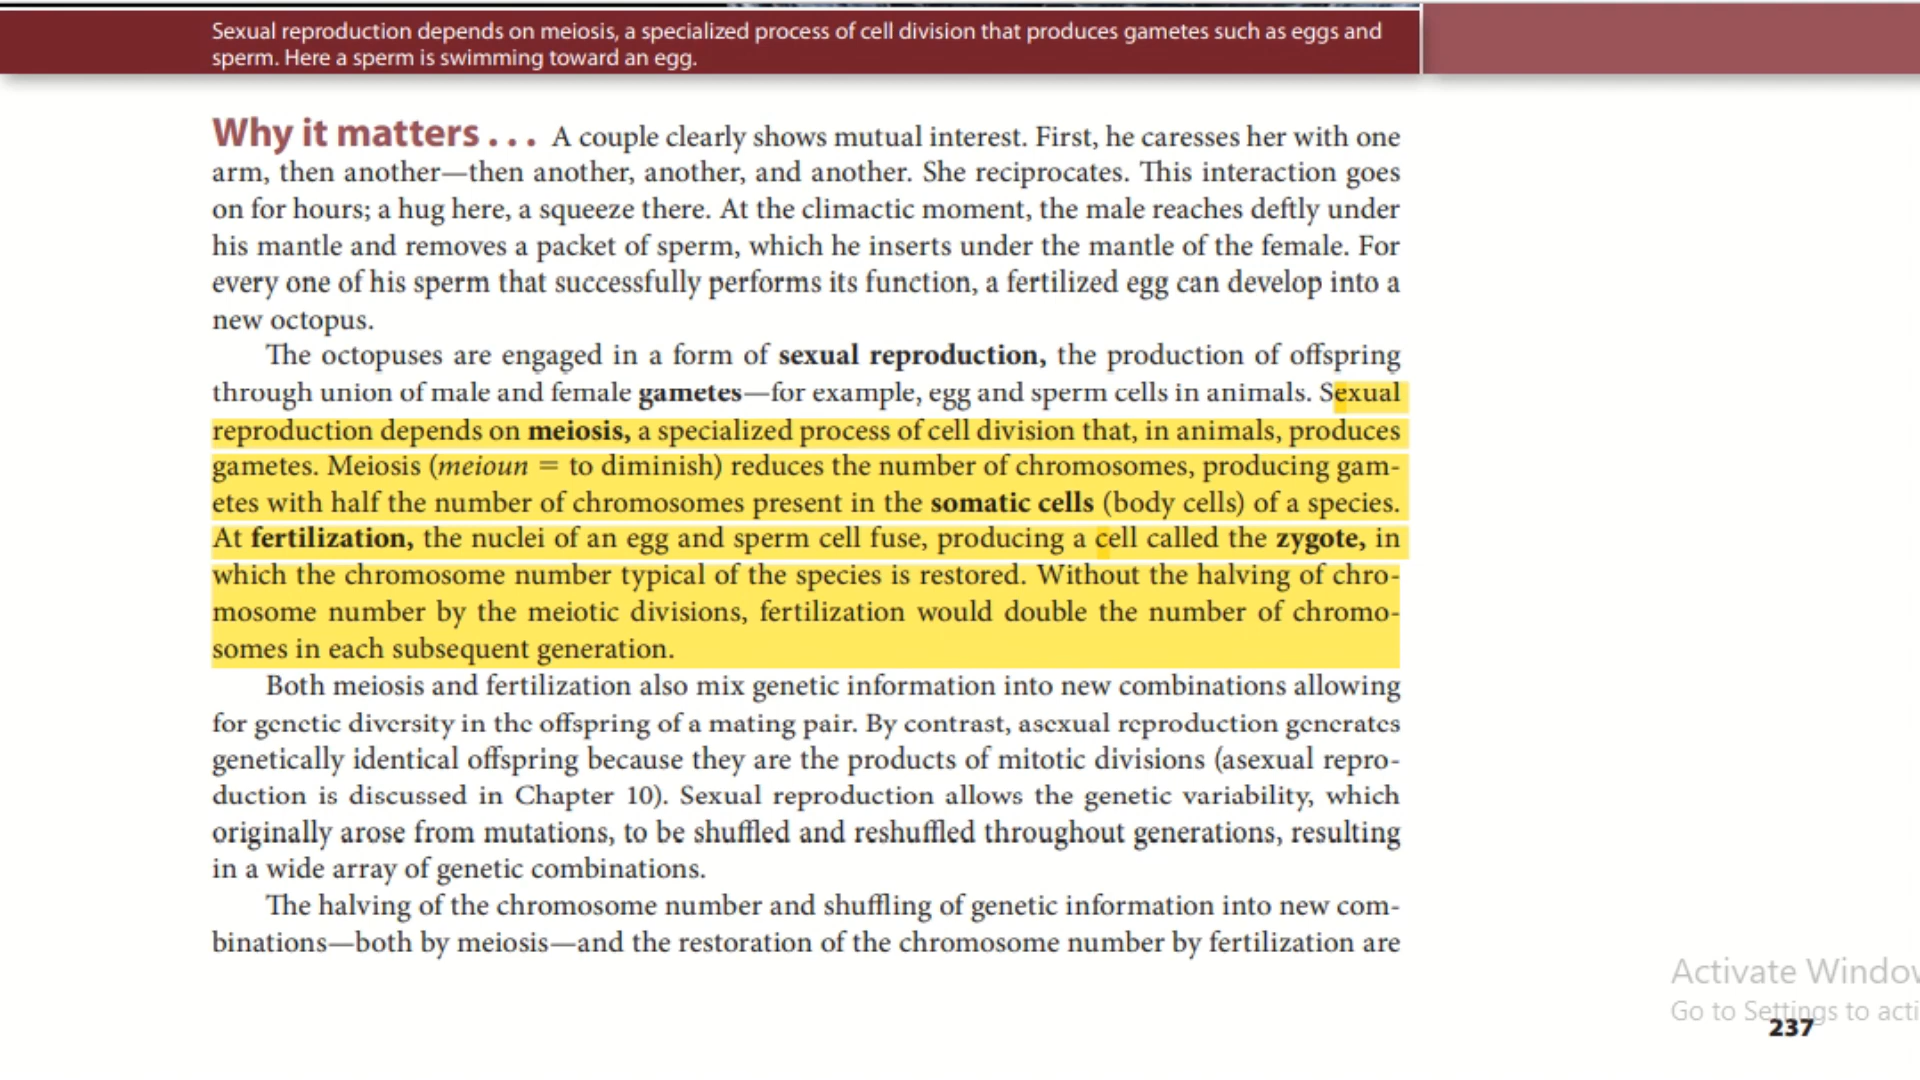 Sexual reproduction depends on meiosis, a specialized process of cell division that produces gametes such as eggs and
sperm. Here a sperm is swimming toward an egg.
Why it matters . . . A couple clearly shows mutual interest. First, he caresses her with one
arm, then another—then another, another, and another. She reciprocates. This interaction goes
on for hours; a hug here, a squeeze there. At the climactic moment, the male reaches deftly under
his mantle and removes a packet of sperm, which he inserts under the mantle of the female. For
every one of his sperm that successfully performs its function, a fertilized egg can develop into a
new octopus.
The octopuses are engaged in a form of sexual reproduction, the production of offspring
through union of male and female gametes—for example, egg and sperm cells in animals. Sexual
reproduction depends on meiosis, a specialized process of cell division that, in animals, produces
gametes. Meiosis (meioun = to diminish) reduces the number of chromosomes, producing gam-
etes with half the number of chromosomes present in the somatic cells (body cells) of a species.
At fertilization, the nuclei of an egg and sperm cell fuse, producing a cell called the zygote, in
which the chromosome number typical of the species is restored. Without the halving of chro-
mosome number by the meiotic divisions, fertilization would double the number of chromo-
somes in each subsequent generation.
Both meiosis and fertilization also mix genetic information into new combinations allowing
for genetic diversity in the offspring of a mating pair. By contrast, asexual reproduction generates
genetically identical offspring because they are the products of mitotic divisions (asexual repro-
duction is discussed in Chapter 10). Sexual reproduction allows the genetic variability, which
originally arose from mutations, to be shuffled and reshuffled throughout generations, resulting
in a wide array of genetic combinations.
The halving of the chromosome number and shuffling of genetic information into new com-
binations—both by meiosis—and the restoration of the chromosome number by fertilization are
Activate Window
Go to Settings to acti
237